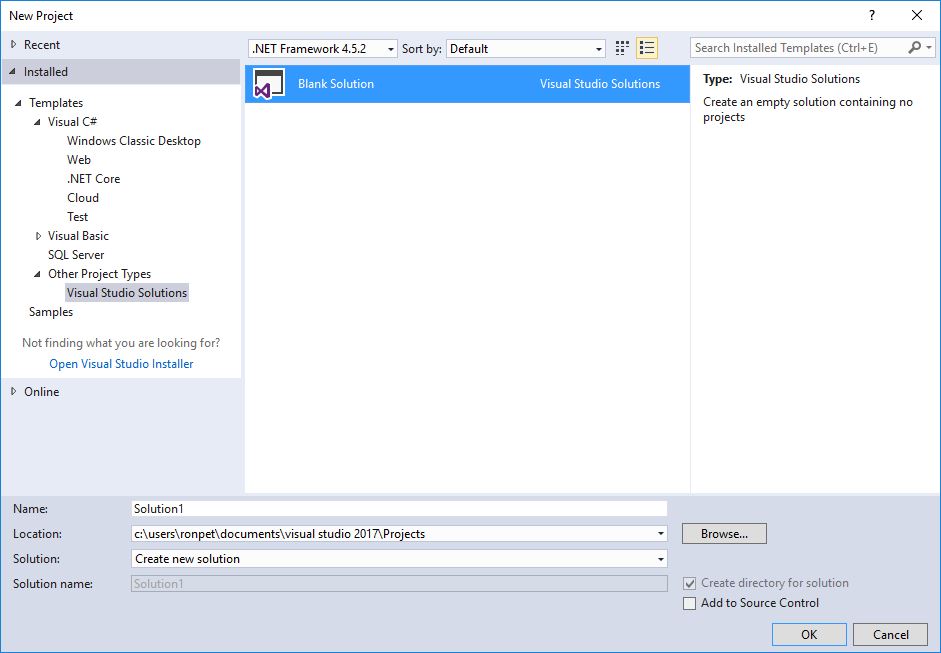 New Project
Recent
Installed
Templates
Visual C#
Windows Classic Desktop
Web
.NET Core
Cloud
Test
Visual Basic
SQL Server
Other Project Types
Visual Studio Solutions
Samples
Not finding what you are looking for?
Open Visual Studio Installer
Online
.NET Framework 4.5.2 Sort by: Default
Blank Solution Visual Studio Solutions
Search Installed Templates (Ctrl+E)
Type: Visual Studio Solutions
Create an empty solution containing no
projects
Name: Solution1
Location: c:\users\ronpet\documents\visual studio 2017\Projects Browse...
Solution: Create new solution
Solution name: Solution1 Create directory for solution
Add to Source Control
OK Cancel